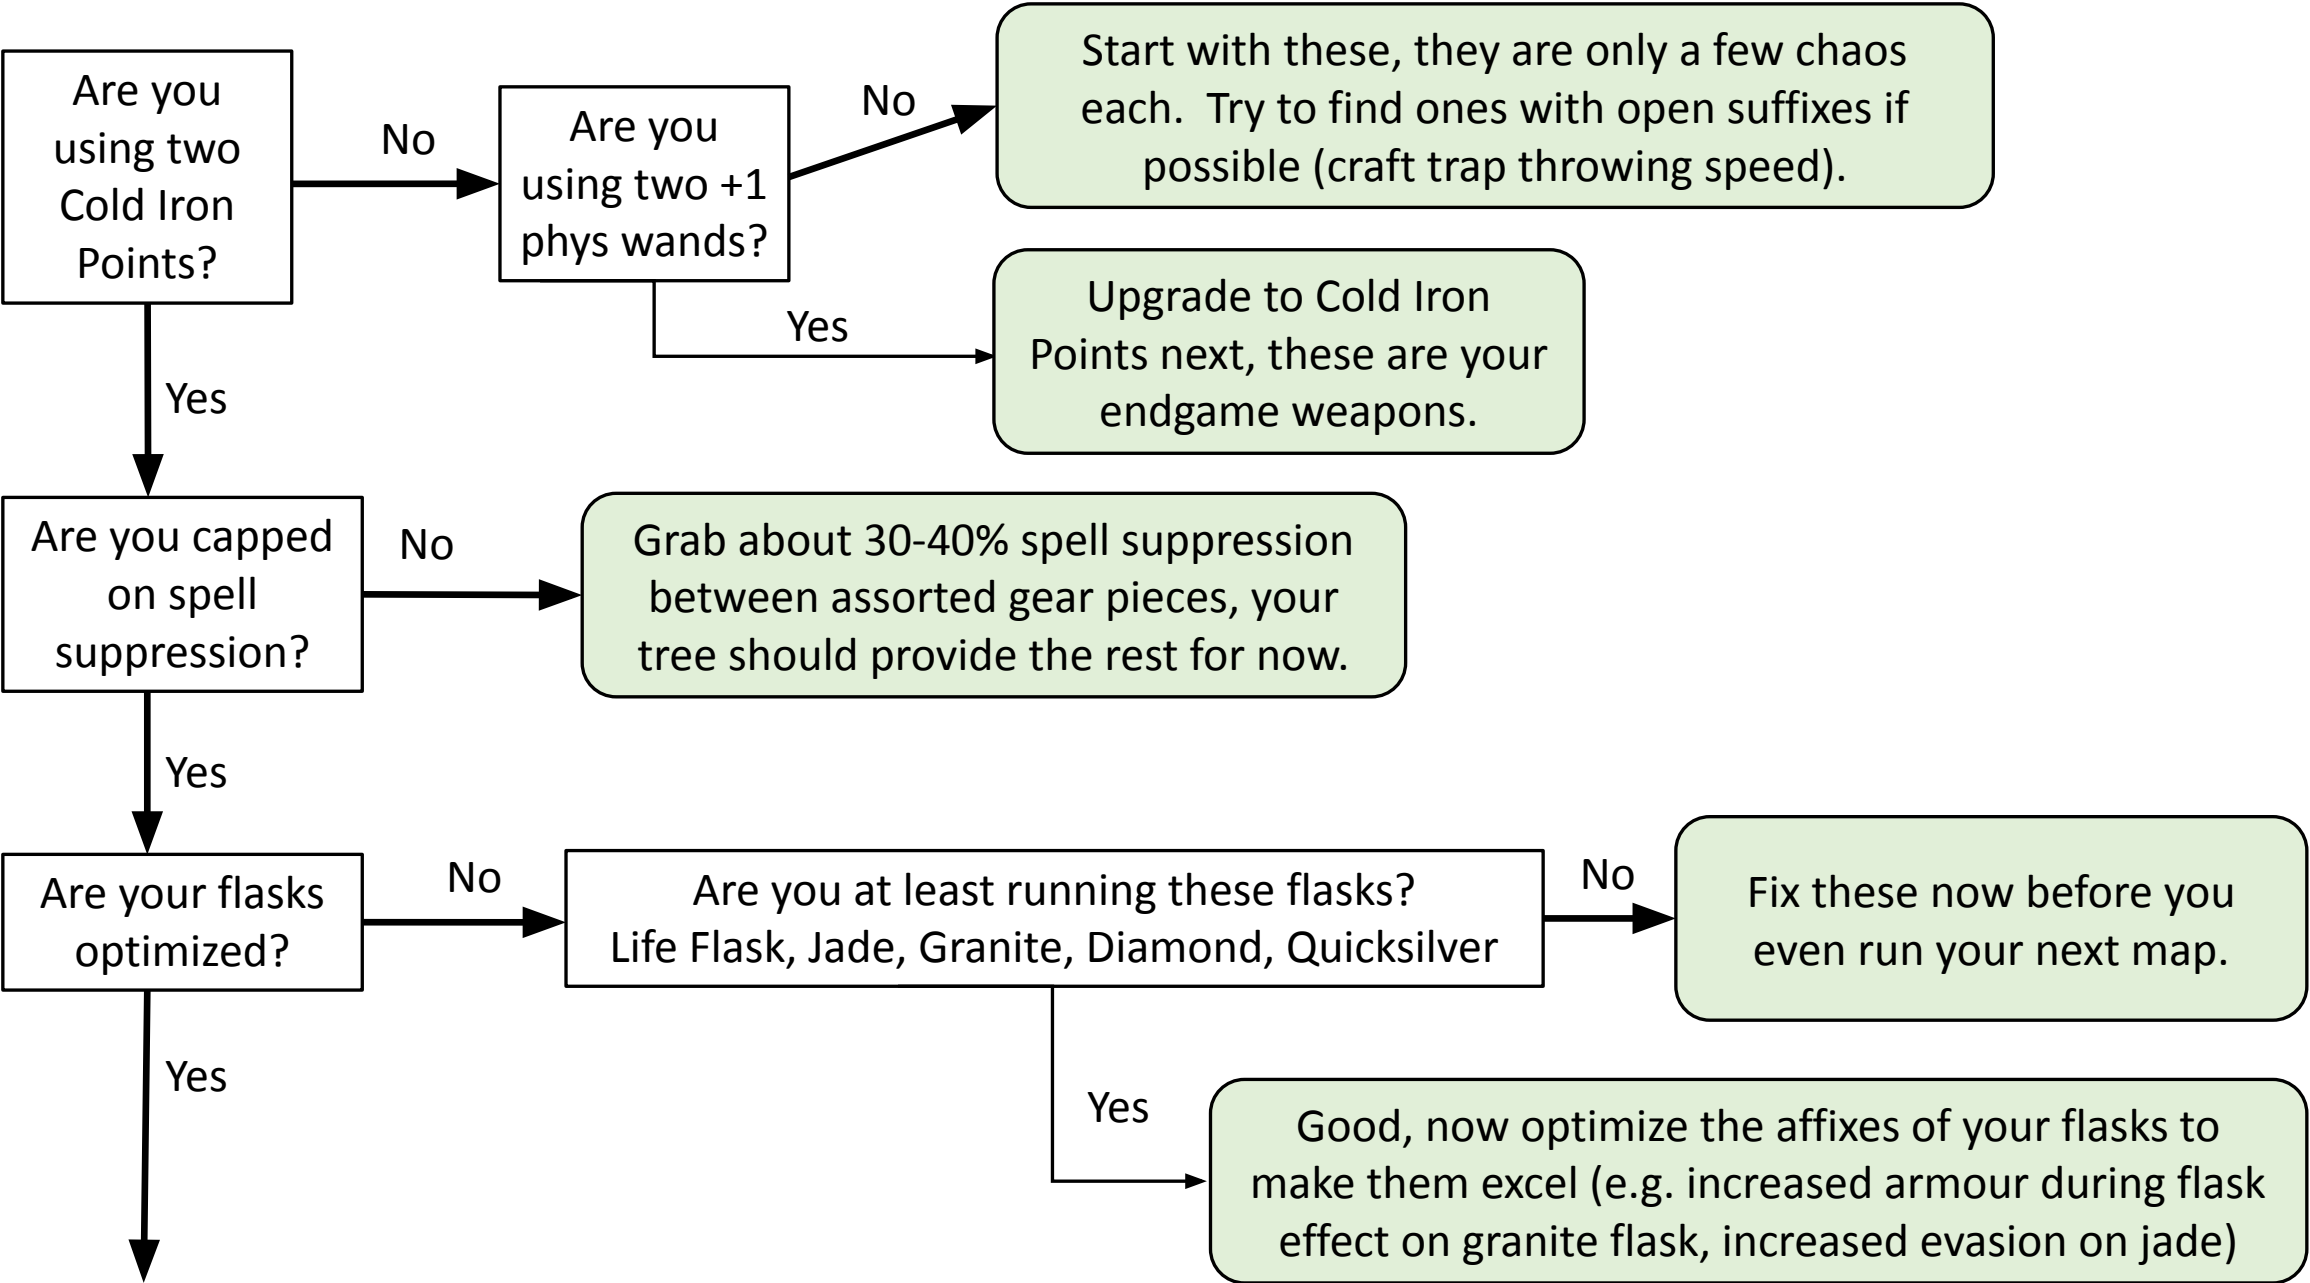 Are you
using two
Cold Iron
Points?
No
Are you
using two +1
phys wands?
No
Start with these, they are only a few chaos
each.  Try to find ones with open suffixes if
possible (craft trap throwing speed).
Yes
Upgrade to Cold Iron
Points next, these are your
endgame weapons.
Yes
Are you capped
on spell
suppression?
No
Grab about 30-40% spell suppression
between assorted gear pieces, your
tree should provide the rest for now.
Yes
Are your flasks
optimized?
No
Are you at least running these flasks?
Life Flask, Jade, Granite, Diamond, Quicksilver
No
Fix these now before you
even run your next map.
Yes
Yes
Good, now optimize the affixes of your flasks to
make them excel (e.g. increased armour during flask
effect on granite flask, increased evasion on jade)